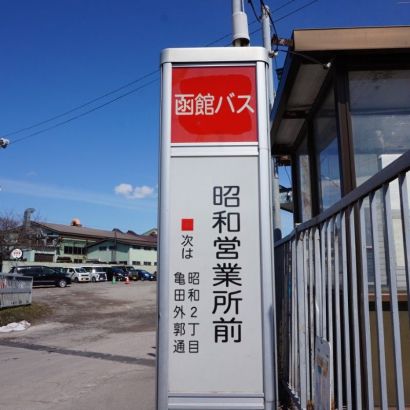 函館バス
昭和営業所前
■次は
昭和2丁目
亀田外郭通